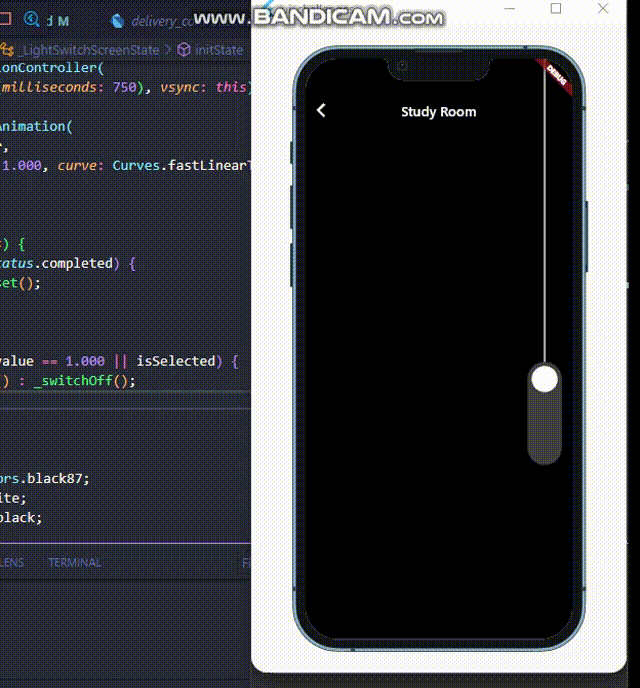 www.BANDICAM.com
d M
delivery_co
_LightSwitchScreenState > initState
ionController(
(milliseconds: 750), vsync: this)
Animation(
1.000, curve: Curves.fastLinearT
s) {
tatus.completed) {
set();
value == 1.000 || isSelected) {
() : _switchOff();
ors.black87;
ite;
black;
LENS
TERMINAL
DEBUG
Study Room